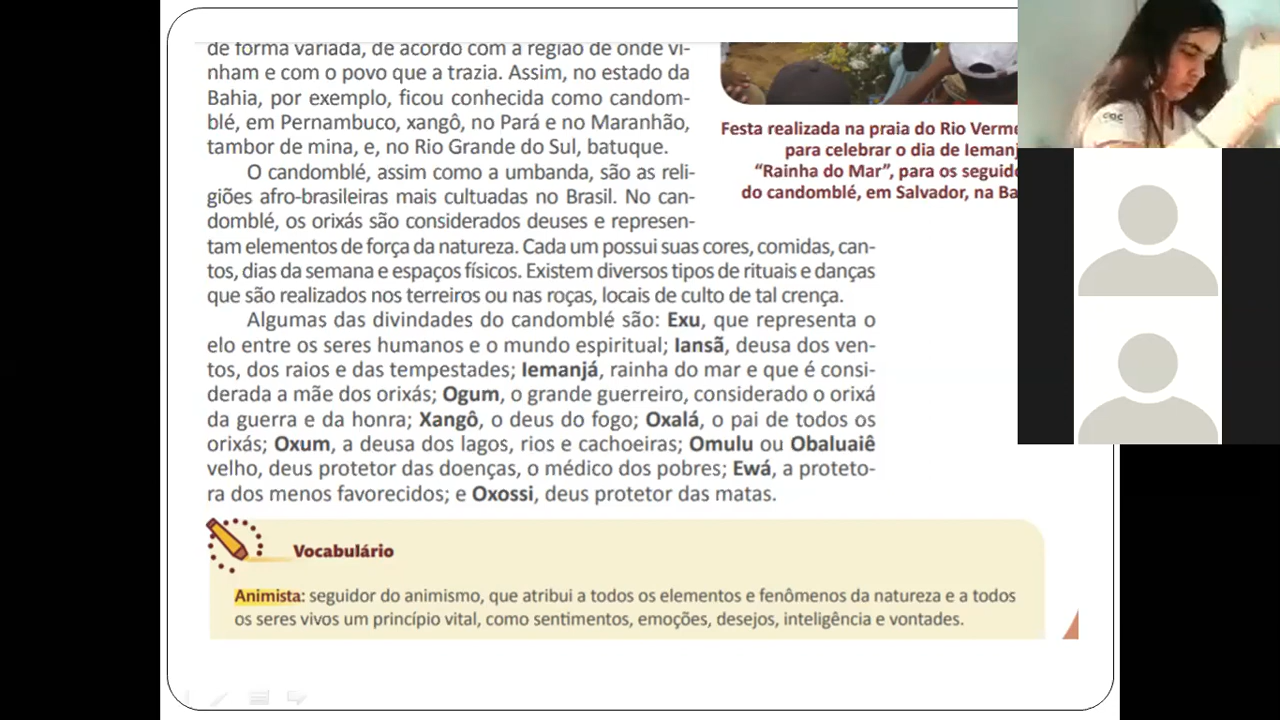 de forma variada, de acordo com a região de onde vi-
nham e com o povo que a trazia. Assim, no estado da
Bahia, por exemplo, ficou conhecida como candom-
blé, em Pernambuco, xangô, no Pará e no Maranhão,
tambor de mina, e, no Rio Grande do Sul, batuque.
O candomblé, assim como a umbanda, são as reli-
giões afro-brasileiras mais cultuadas no Brasil. No can-
domblé, os orixás são considerados deuses e represen-
tam elementos de força da natureza. Cada um possui suas cores, comidas, can-
tos, dias da semana e espaços físicos. Existem diversos tipos de rituais e danças
que são realizados nos terreiros ou nas roças, locais de culto de tal crença.
Algumas das divindades do candomblé são: Exu, que representa o
elo entre os seres humanos e o mundo espiritual; Iansã, deusa dos ven-
tos, dos raios e das tempestades; Iemanjá, rainha do mar e que é consi-
derada a mãe dos orixás; Ogum, o grande guerreiro, considerado o orixá
da guerra e da honra; Xangô, o deus do fogo; Oxalá, o pai de todos os
orixás; Oxum, a deusa dos lagos, rios e cachoeiras; Omulu ou Obaluaiê
velho, deus protetor das doenças, o médico dos pobres; Ewá, a proteto-
ra dos menos favorecidos; e Oxossi, deus protetor das matas.
Festa realizada na praia do Rio Verme
para celebrar o dia de Iemanj
“Rainha do Mar”, para os seguido
do candomblé, em Salvador, na Ba
Vocabulário
Animista: seguidor do animismo, que atribui a todos os elementos e fenômenos da natureza e a todos
os seres vivos um princípio vital, como sentimentos, emoções, desejos, inteligência e vontades.